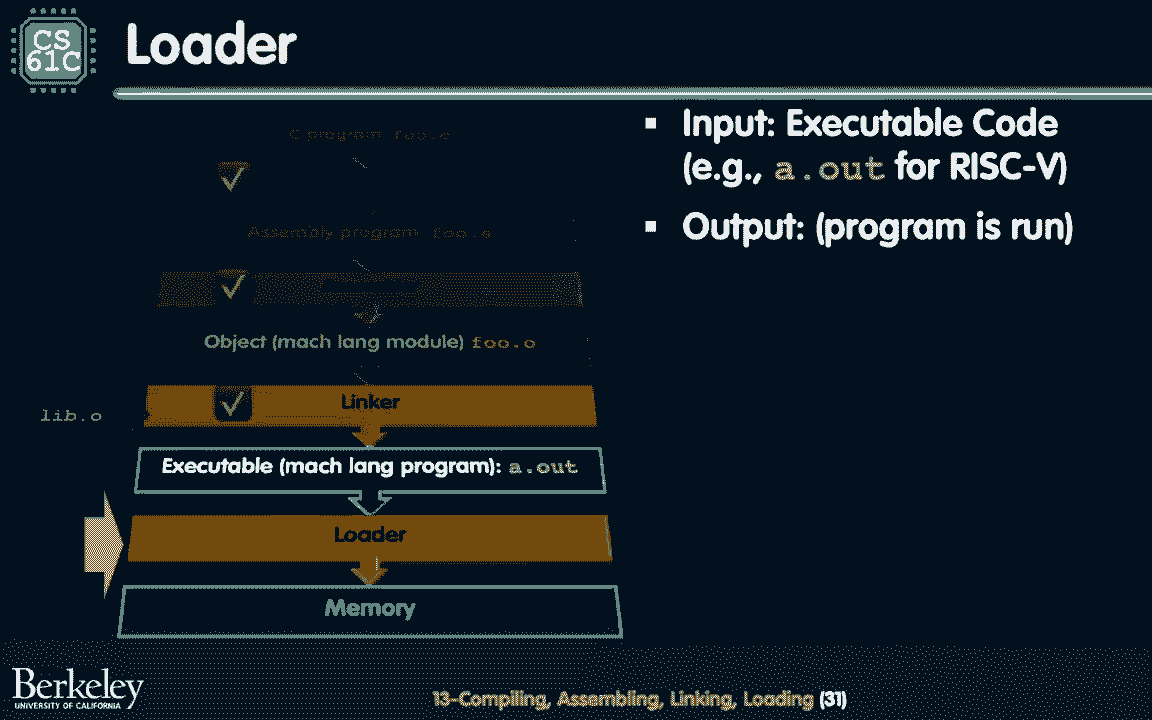 CS
61C
Loader
C program foo.c
Assembly program foo.s
Object (mach lang module) foo.o
lib.o
Linker
Executable (mach lang program): a.out
Loader
Memory
▪ Input: Executable Code
(e.g., a.out for RISC-V)
▪ Output: (program is run)
Berkeley
UNIVERSITY OF CALIFORNIA
13-Compiling, Assembling, Linking, Loading (31)